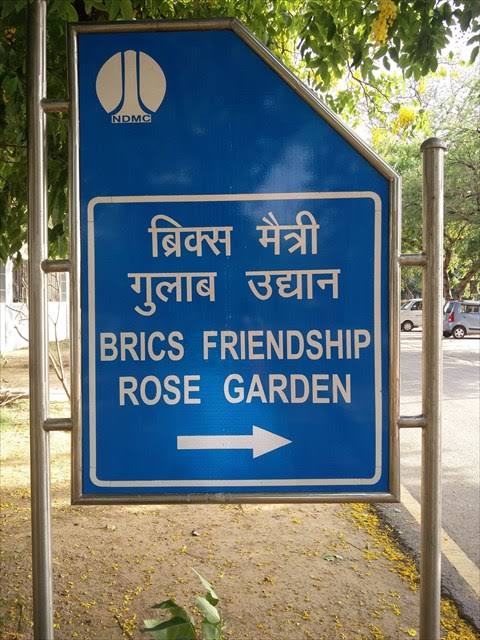 NDMC
ब्रिक्स मैत्री
गुलाब उद्यान
BRICS FRIENDSHIP
ROSE GARDEN